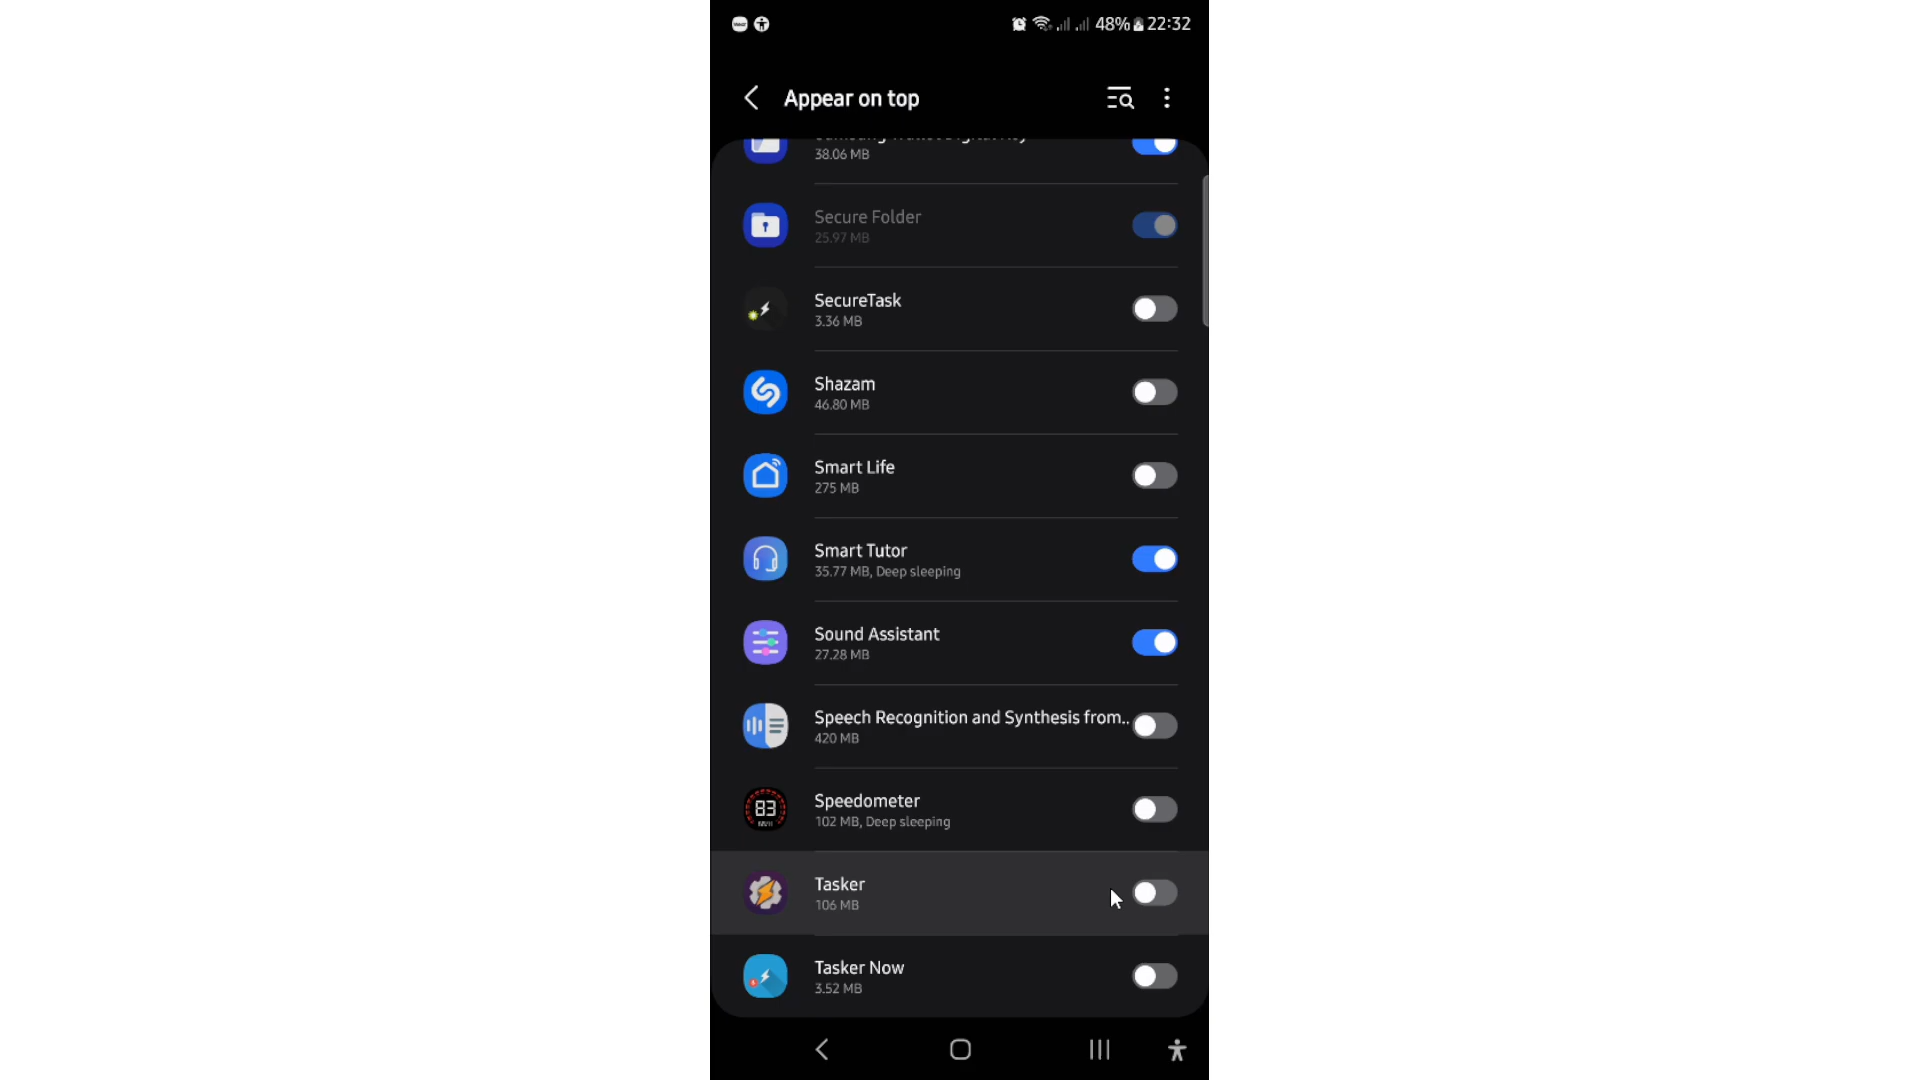 48% 22:32
Appear on top
38.06 MB
Secure Folder
25.97 MB
SecureTask
3.36 MB
Shazam
46.80 MB
Smart Life
275 MB
Smart Tutor
35.77 MB, Deep sleeping
Sound Assistant
27.28 MB
Speech Recognition and Synthesis from..
420 MB
83
Speedometer
102 MB, Deep sleeping
Tasker
106 MB
Tasker Now
3.52 MB